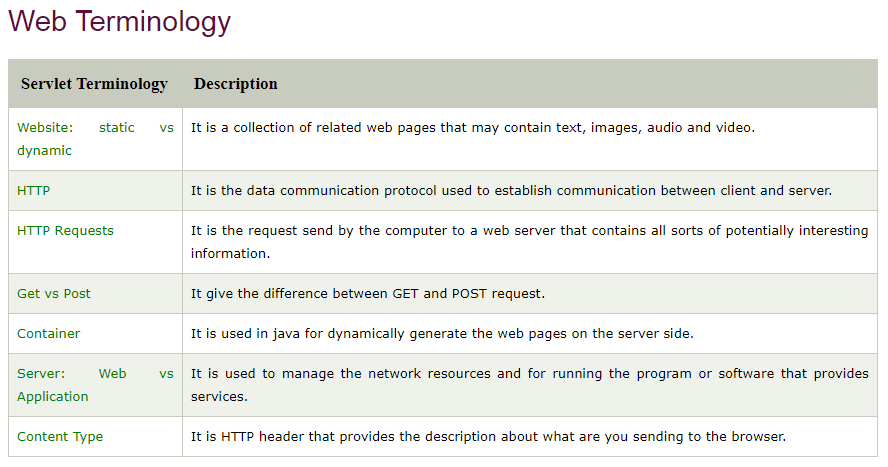 Web Terminology
Servlet Terminology Description
Website: static vs It is a collection of related web pages that may contain text, images, audio and video.
dynamic
HTTP It is the data communication protocol used to establish communication between client and server.
HTTP Requests It is the request send by the computer to a web server that contains all sorts of potentially interesting
information.
Get vs Post It give the difference between GET and POST request.
Container It is used in java for dynamically generate the web pages on the server side.
Server: Web vs It is used to manage the network resources and for running the program or software that provides
Application services.
Content Type It is HTTP header that provides the description about what are you sending to the browser.